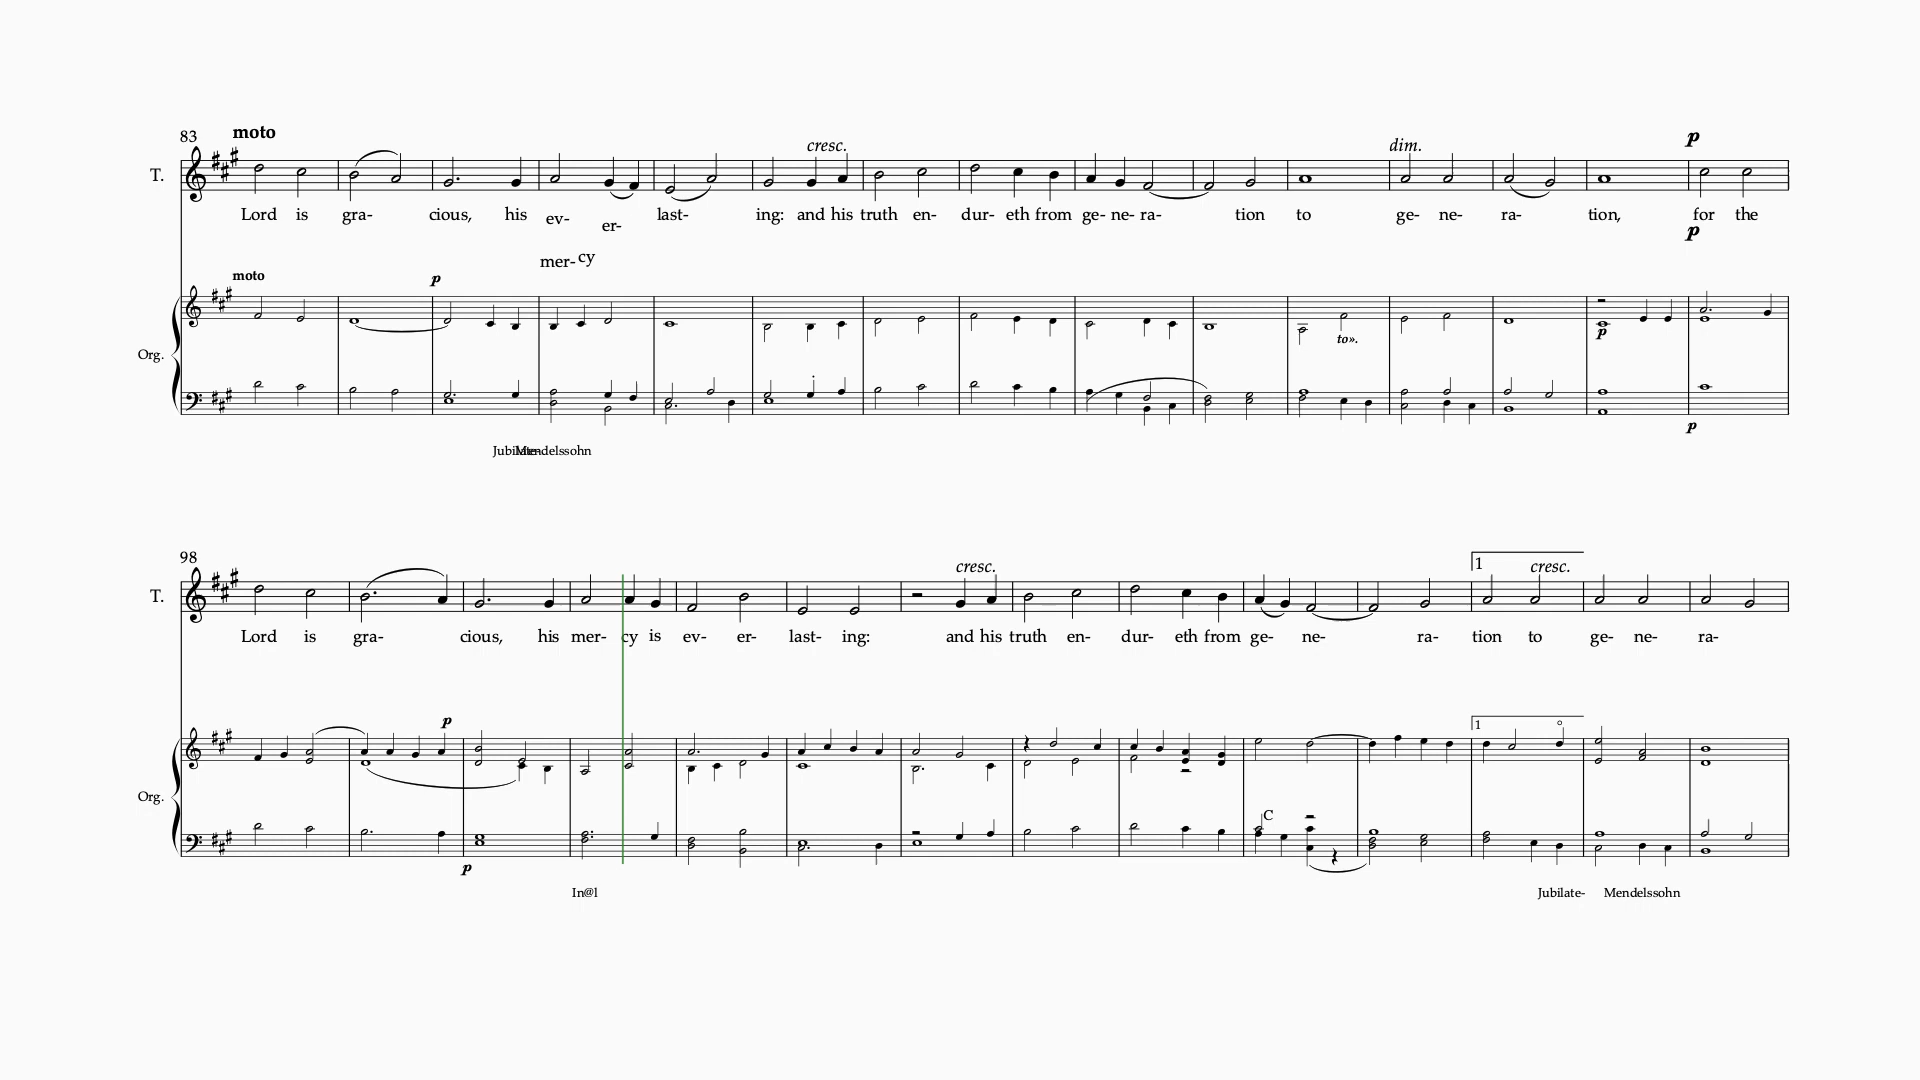 83 moto
cresc. dim. p
T.
Lord is gra- cious, his ev- er- last- ing: and his truth en- dur- eth from ge- ne- ra- tion to ge- ne- ra- tion, for the
p
mer- cy
moto p
to».
p
Org.
p
Jubilate- Mendelssohn
98
cresc. 1 cresc.
T.
Lord is gra- cious, his mer- cy is ev- er- last- ing: and his truth en- dur- eth from ge- ne- ra- tion to ge- ne- ra-
p 1
Org.
C
p
In@l Jubilate- Mendelssohn